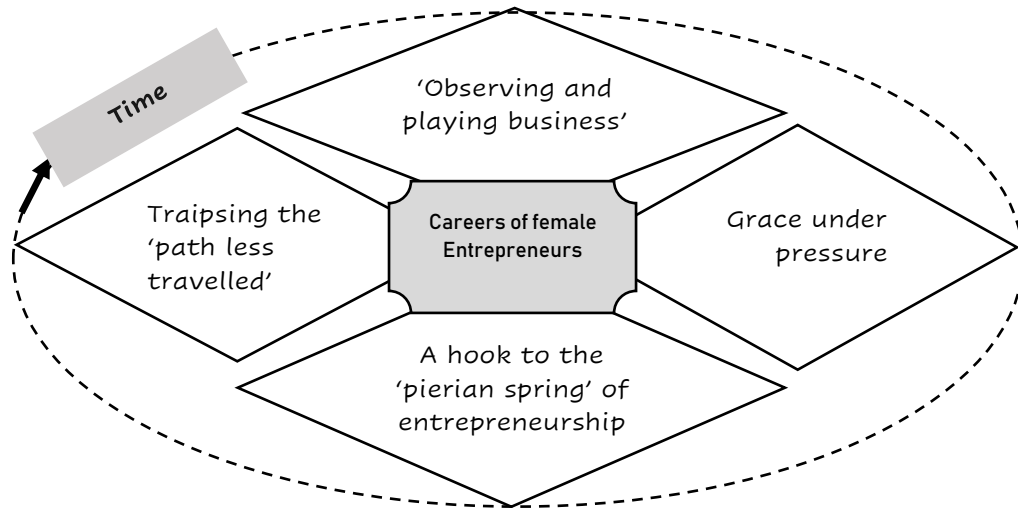 Time
‘Observing and
playing business’
Traipsing the
‘path less
travelled’
Careers of female
Entrepreneurs
Grace under
pressure
A hook to the
‘pierian spring’ of
entrepreneurship